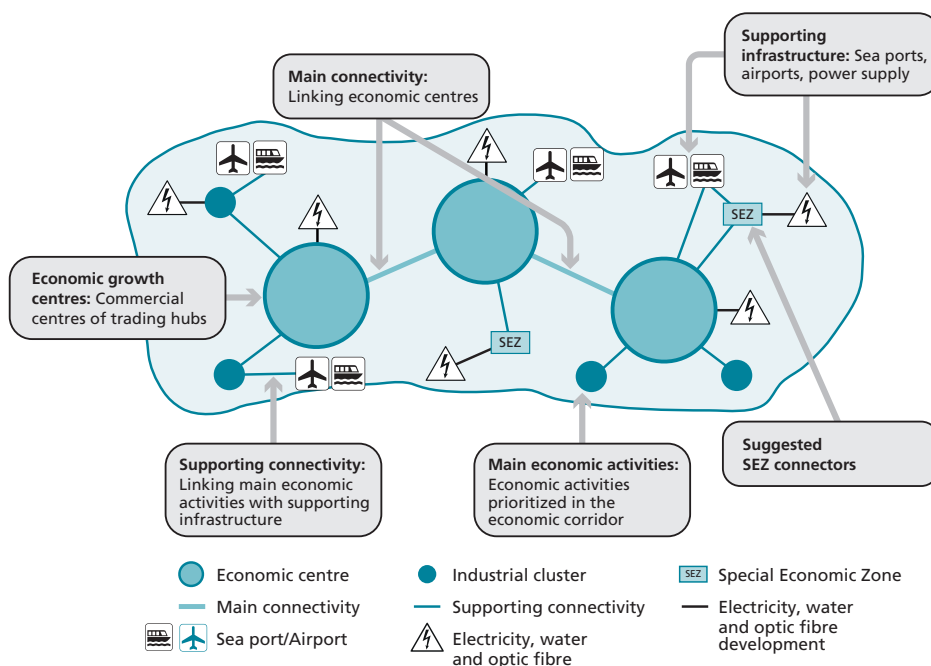 Supporting
infrastructure: Sea ports,
airports, power supply
Main connectivity:
Linking economic centres
SEZ
Economic growth
centres: Commercial
centres of trading hubs
SEZ
Supporting connectivity:
Linking main economic
activities with supporting
infrastructure
Main economic activities:
Economic activities
prioritized in the
economic corridor
Suggested
SEZ connectors
Economic centre
Industrial cluster
SEZ
Special Economic Zone
Main connectivity
Supporting connectivity
Electricity, water
and optic fibre
development
Sea port/Airport
Electricity, water
and optic fibre